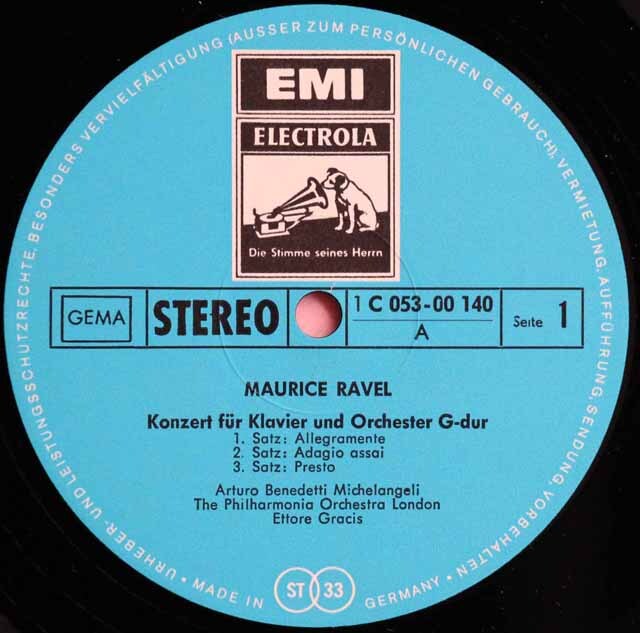 URHEBER- UND LEISTUNGSSCHUTZRECHTE, BESONDERS VERVIELFÄLTIGUNG (AUSSER ZUM PERSÖNLICHEN GEBRAUCH), VERMIETUNG, AUFFÜHRUNG, SENDUNG, VORBEHALTEN
EMI
ELECTROLA
Die Stimme seines Herrn
GEMA
STEREO
1 C 053-00 140
A
Seite 1
MAURICE RAVEL
Konzert für Klavier und Orchester G-dur
1. Satz: Allegramente
2. Satz: Adagio assai
3. Satz: Presto
Arturo Benedetti Michelangeli
The Philharmonia Orchestra London
Ettore Gracis
• MADE IN ST 33 GERMANY •